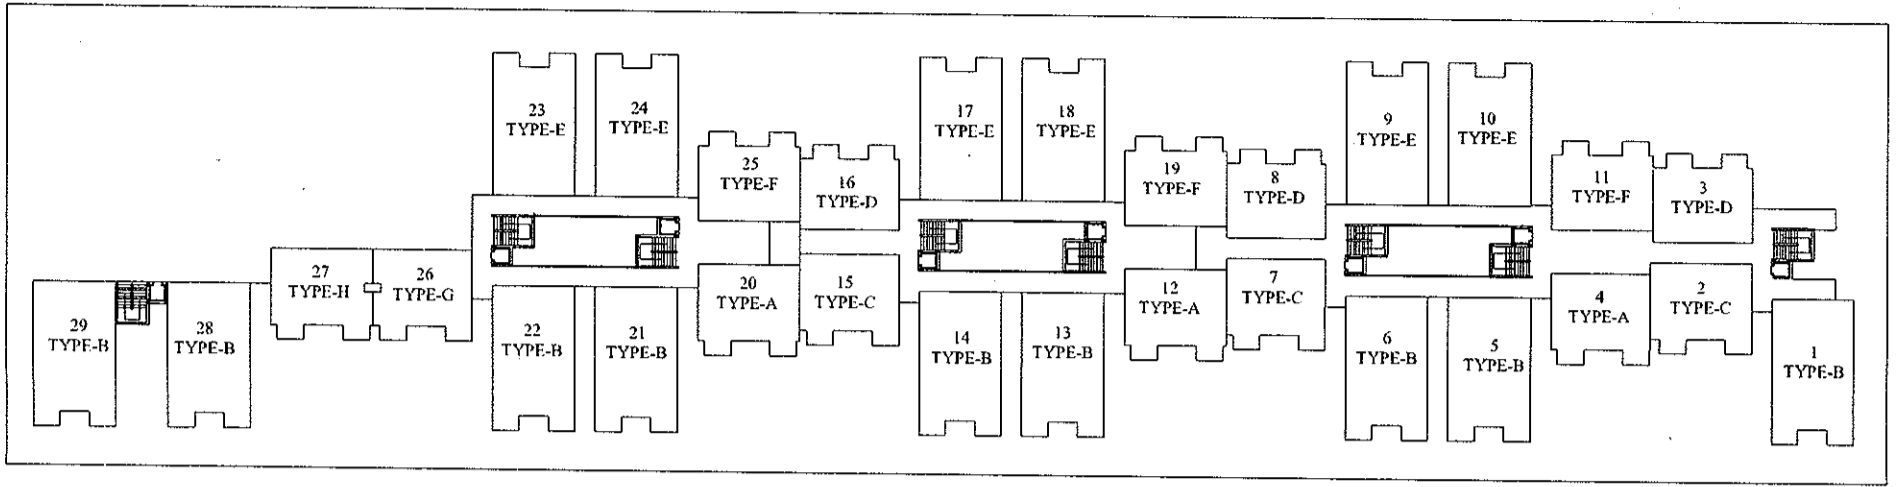 23
TYPE-E
24
TYPE-E
17
TYPE-E
18
TYPE-E
9
TYPE-E
10
TYPE-E
25
TYPE-F
16
TYPE-D
19
TYPE-F
8
TYPE-D
11
TYPE-F
3
TYPE-D
27
TYPE-H
26
TYPE-G
20
TYPE-A
15
TYPE-C
12
TYPE-A
7
TYPE-C
4
TYPE-A
2
TYPE-C
29
TYPE-B
28
TYPE-B
22
TYPE-B
21
TYPE-B
14
TYPE-B
13
TYPE-B
6
TYPE-B
5
TYPE-B
1
TYPE-B